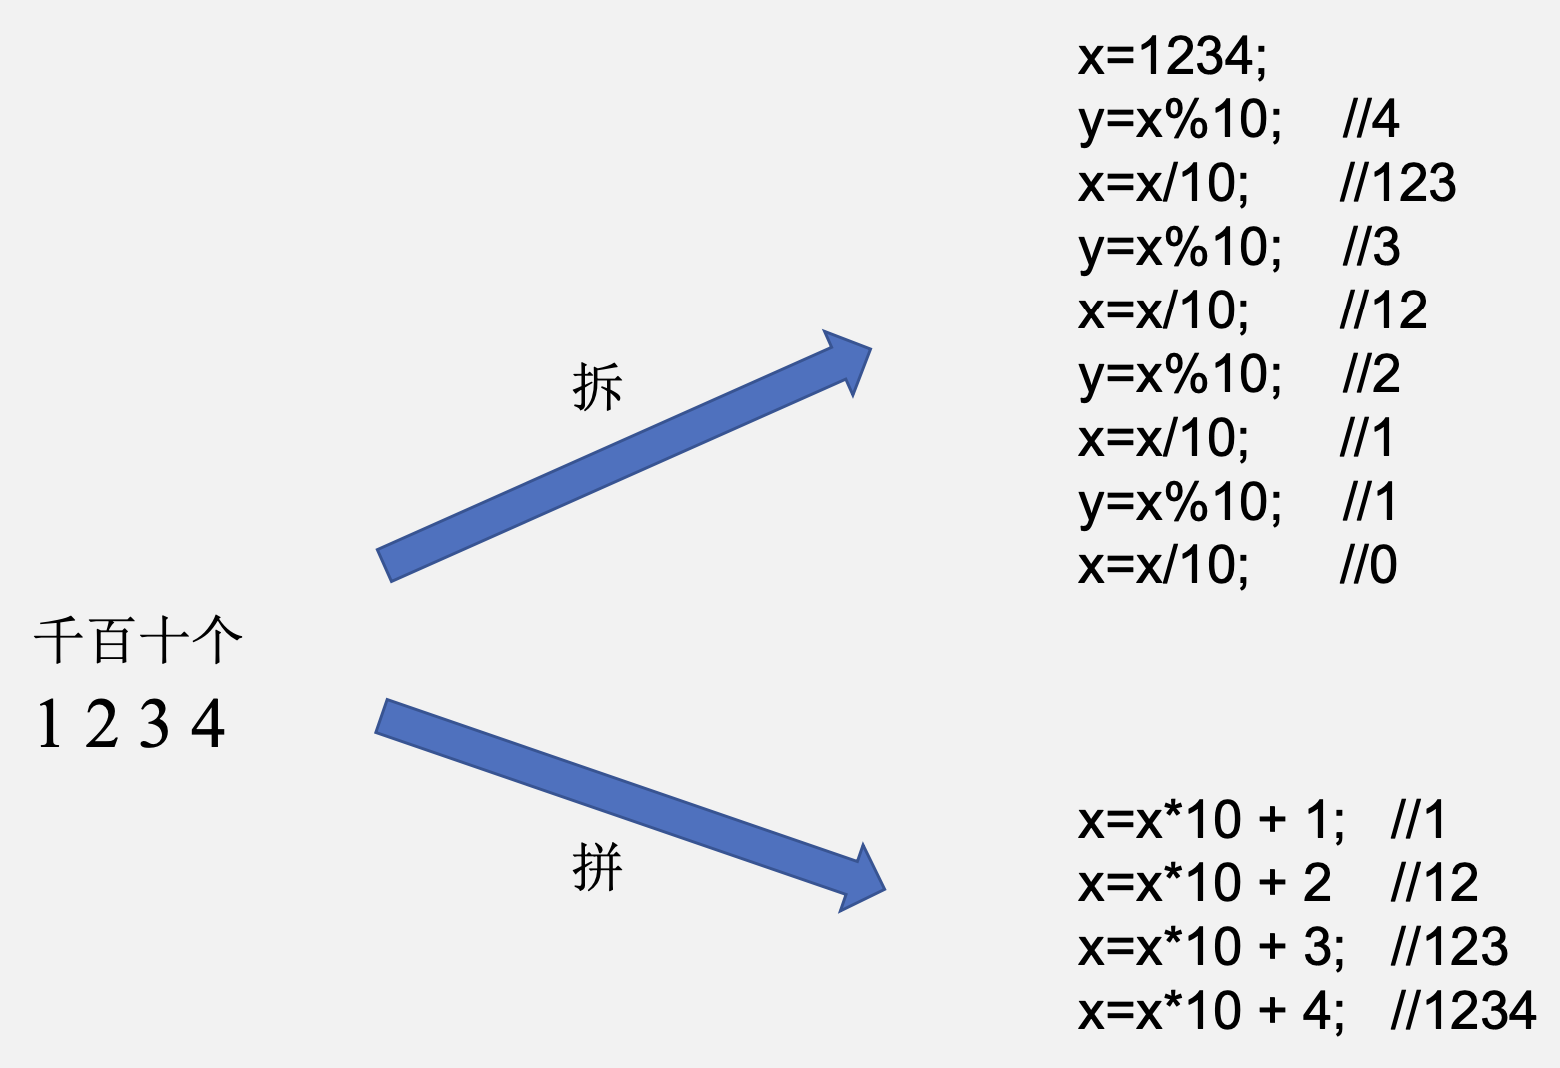 x=1234;
y=x%10; //4
x=x/10; //123
y=x%10; //3
x=x/10; //12
y=x%10; //2
x=x/10; //1
y=x%10; //1
x=x/10; //0
拆
千百十个
1 2 3 4
拼
x=x*10 + 1; //1
x=x*10 + 2 //12
x=x*10 + 3; //123
x=x*10 + 4; //1234